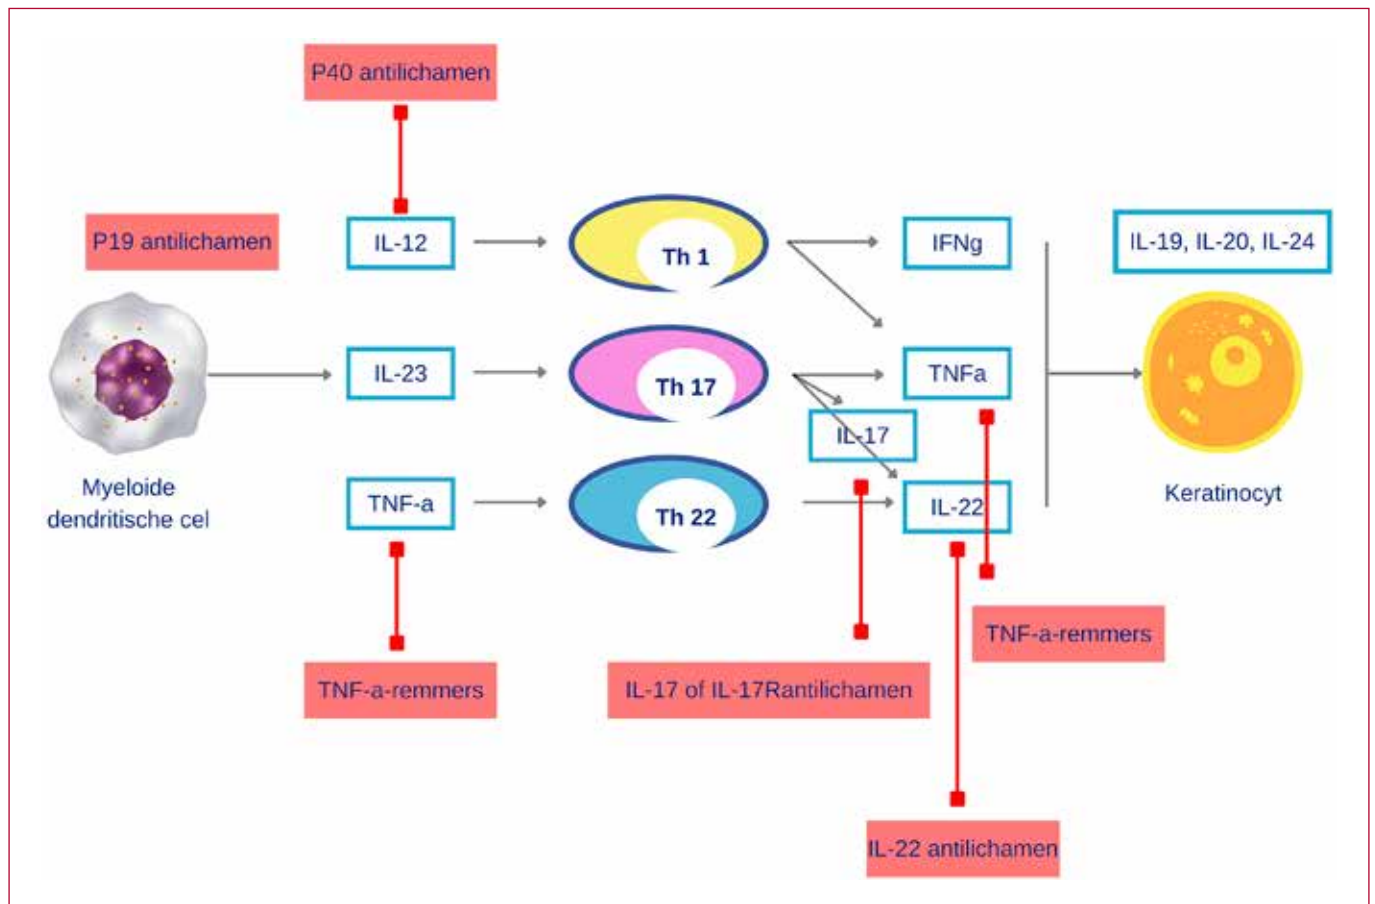 P40 antilichamen
P19 antilichamen
IL-12
Th 1
IFNg
IL-19, IL-20, IL-24
IL-23
Th 17
TNFa
IL-17
Myeloide
dendritische cel
TNF-a
Th 22
IL-22
Keratinocyt
TNF-a-remmers
TNF-a-remmers
IL-17 of IL-17Rantilichamen
IL-22 antilichamen